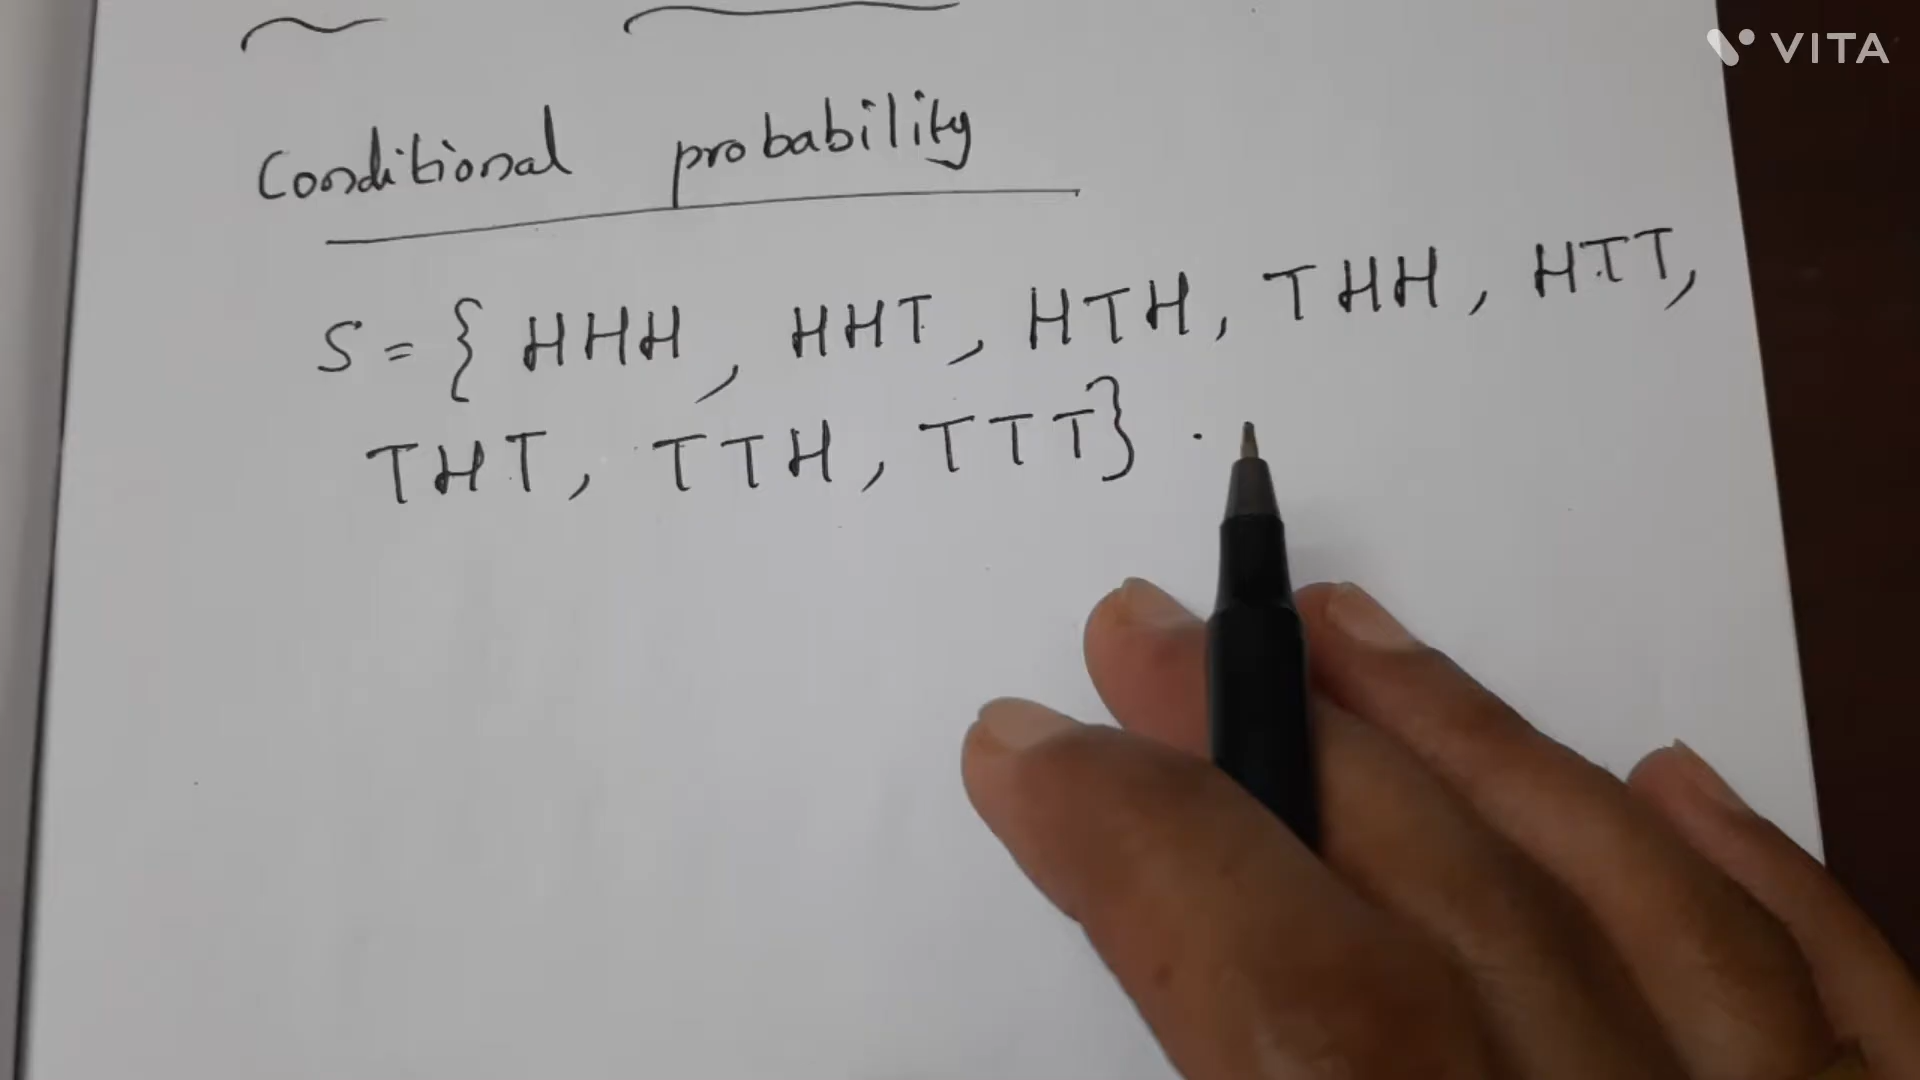 VITA
Conditional probability
S = { HHH, HHT, HTH, THH, HTT,
THT, TTH, TTT} .